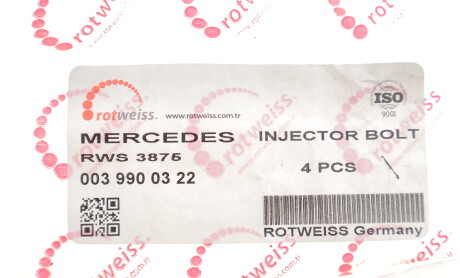 rotweiss.
www.rotweiss.com.tr
ISO
9001
MERCEDES
INJECTOR BOLT
RWS 3875
4 PCS
003 990 03 22
ROTWEISS Germany